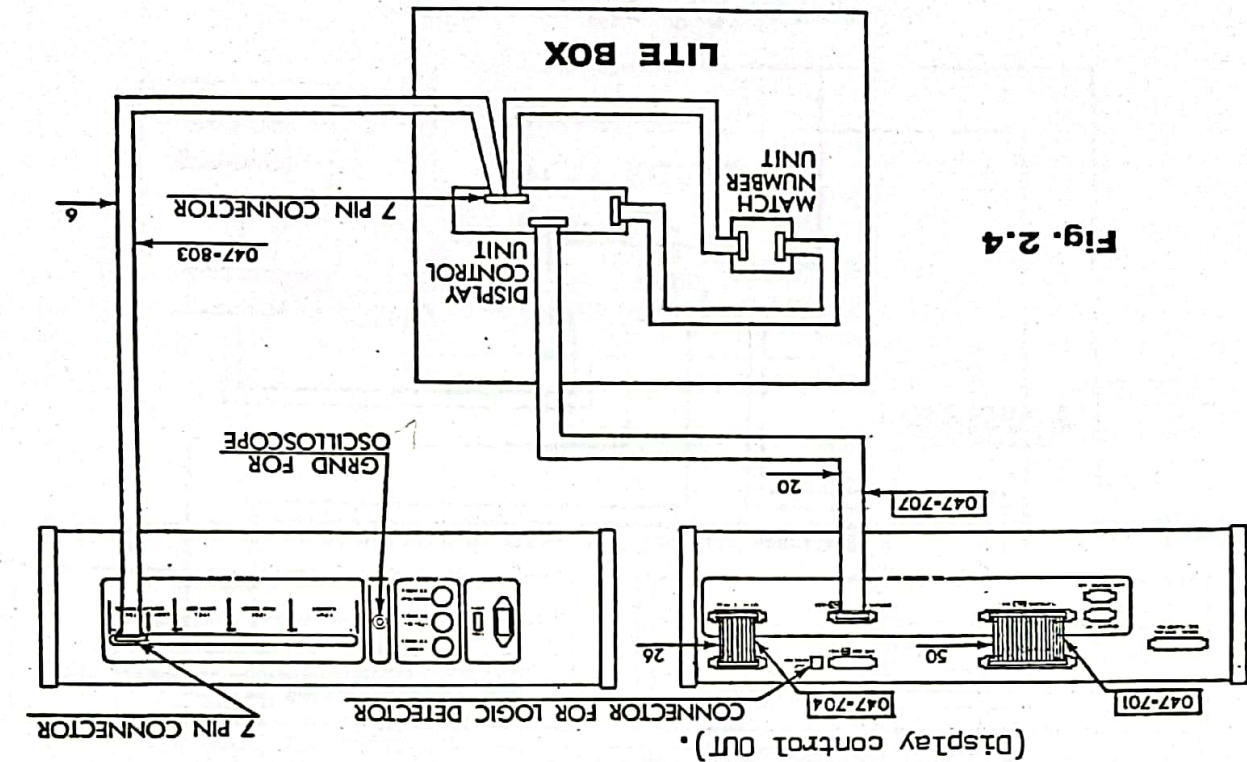 (Display control OUT).
047-701
047-704
CONNECTOR FOR LOGIC DETECTOR
7 PIN CONNECTOR
50
26
047-707
20
GRND FOR
OSCILLOSCOPE
047-803
6
Fig. 2.4
DISPLAY
CONTROL
UNIT
7 PIN CONNECTOR
MATCH
NUMBER
UNIT
LITE BOX